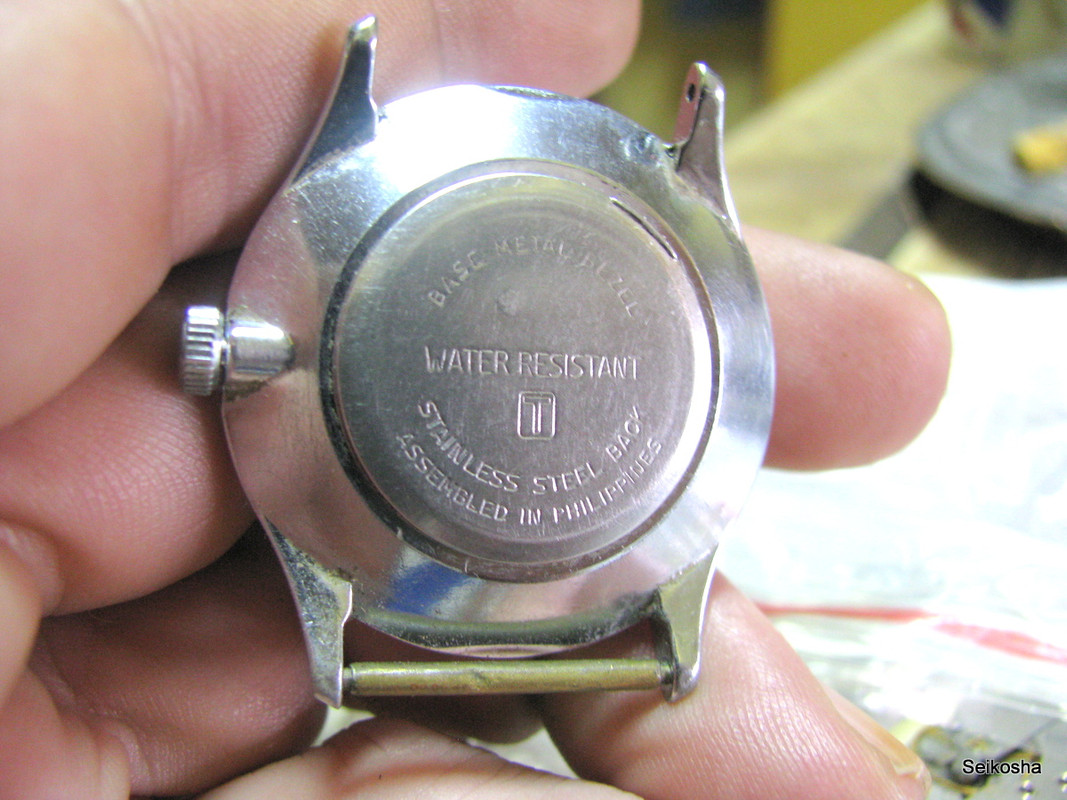 BASE METAL BEZEL
WATER RESISTANT
T
STAINLESS STEEL BACK
ASSEMBLED IN PHILIPPINES
Seikosha